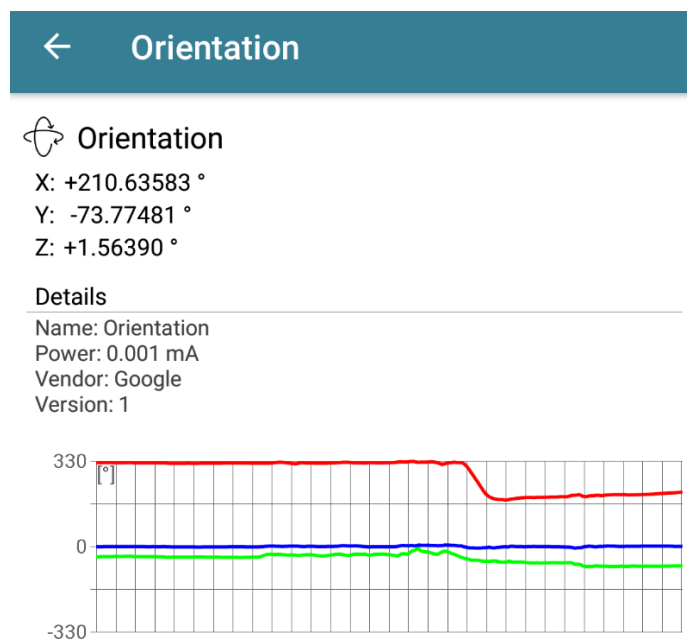 Orientation
Orientation
X: +210.63583 °
Y: -73.77481 °
Z: +1.56390 °
Details
Name: Orientation
Power: 0.001 mA
Vendor: Google
Version: 1
330
[°]
0
-330